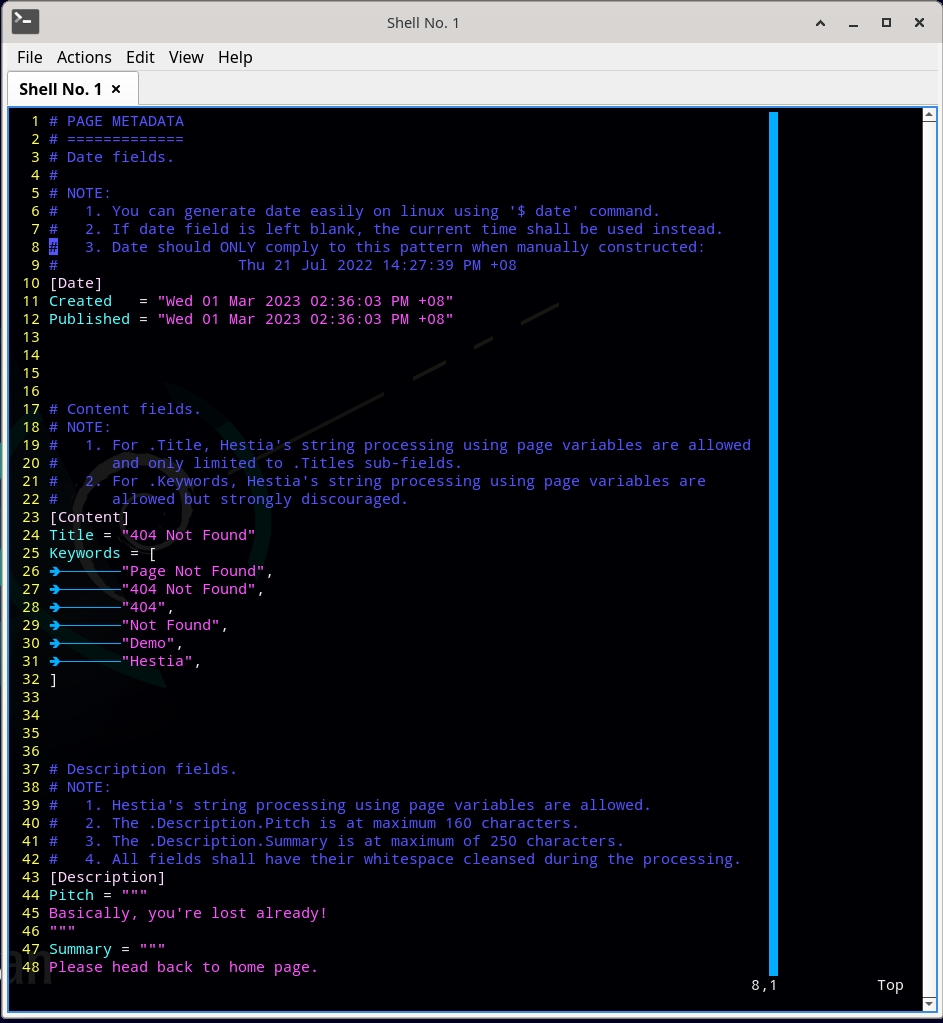 Shell No. 1
File Actions Edit View Help
Shell No. 1 ×
1 # PAGE METADATA
2 # =============
3 # Date fields.
4 #
5 # NOTE:
6 #   1. You can generate date easily on linux using '$ date' command.
7 #   2. If date field is left blank, the current time shall be used instead.
8 #   3. Date should ONLY comply to this pattern when manually constructed:
9 #                    Thu 21 Jul 2022 14:27:39 PM +08
10 [Date]
11 Created   = "Wed 01 Mar 2023 02:36:03 PM +08"
12 Published = "Wed 01 Mar 2023 02:36:03 PM +08"
13
14
15
16
17 # Content fields.
18 # NOTE:
19 #   1. For .Title, Hestia's string processing using page variables are allowed
20 #      and only limited to .Titles sub-fields.
21 #   2. For .Keywords, Hestia's string processing using page variables are
22 #      allowed but strongly discouraged.
23 [Content]
24 Title = "404 Not Found"
25 Keywords = [
26 "Page Not Found",
27 "404 Not Found",
28 "404",
29 "Not Found",
30 "Demo",
31 "Hestia",
32 ]
33
34
35
36
37 # Description fields.
38 # NOTE:
39 #   1. Hestia's string processing using page variables are allowed.
40 #   2. The .Description.Pitch is at maximum 160 characters.
41 #   3. The .Description.Summary is at maximum of 250 characters.
42 #   4. All fields shall have their whitespace cleansed during the processing.
43 [Description]
44 Pitch = """
45 Basically, you're lost already!
46 """
47 Summary = """
48 Please head back to home page.
8,1 Top